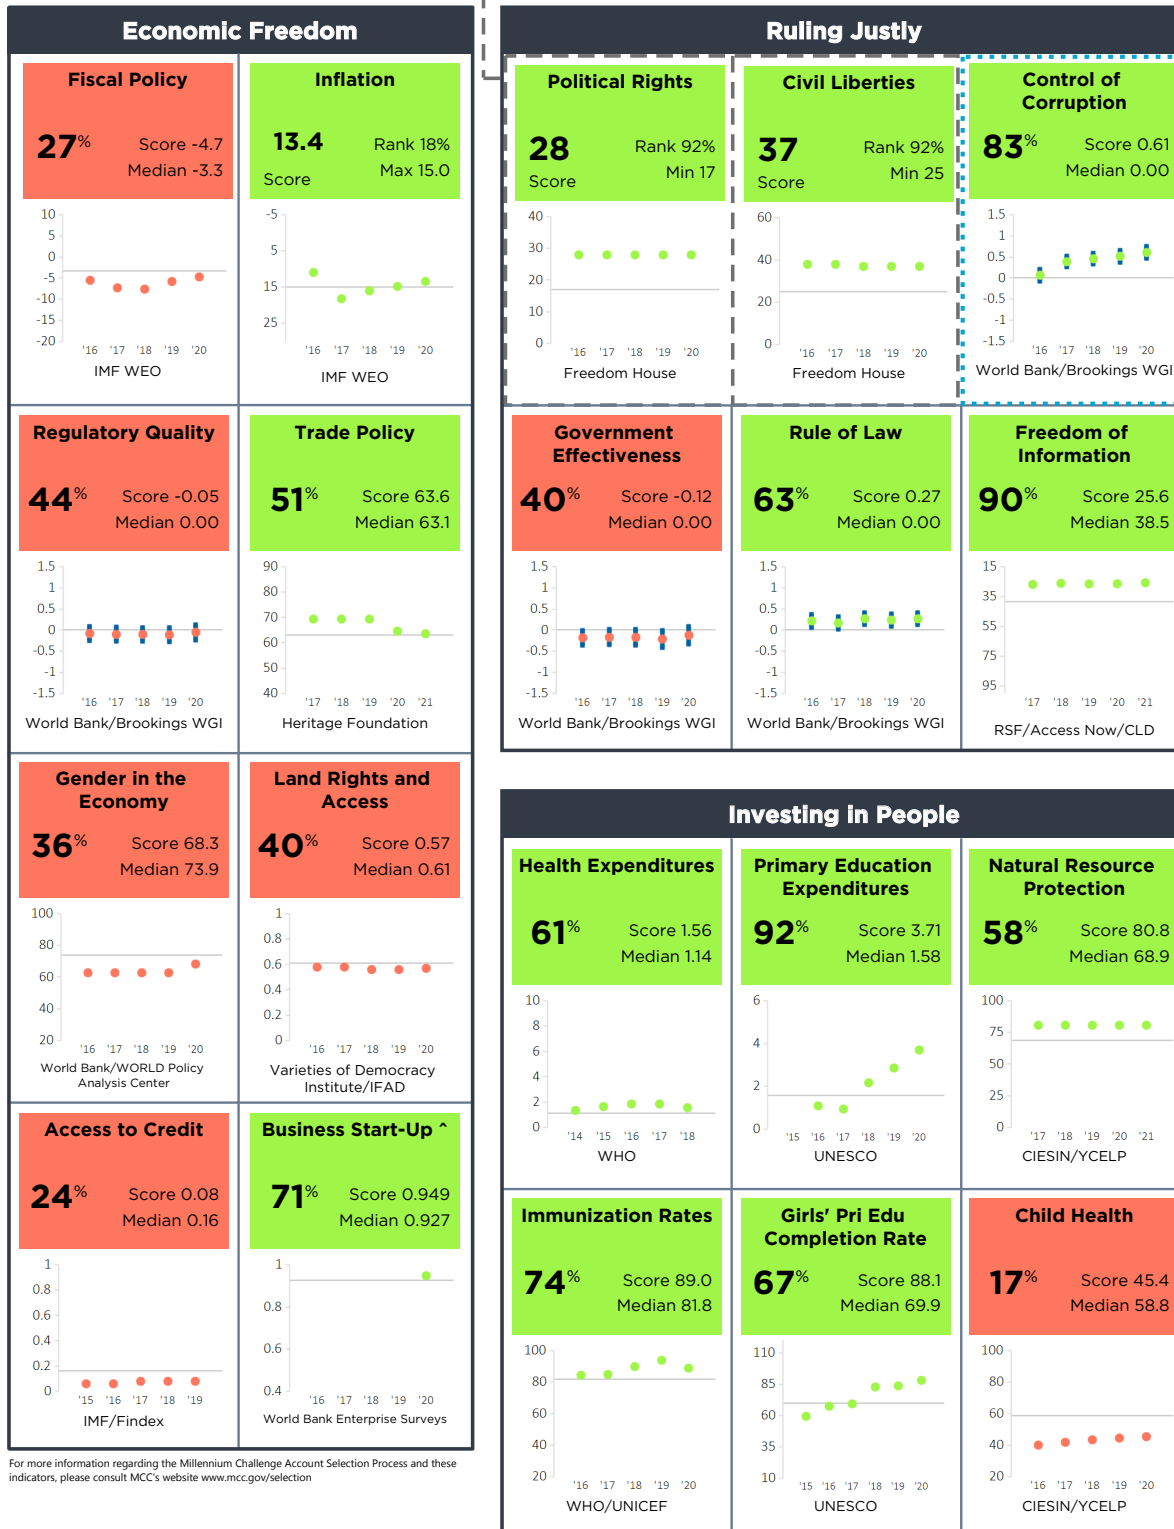 Economic Freedom
Fiscal Policy
27%
Score -4.7
Median -3.3
10
5
0
-5
-10
-15
-20
'16 '17 '18 '19 '20
IMF WEO
Inflation
13.4
Score
Rank 18%
Max 15.0
-5
5
15
25
'16 '17 '18 '19 '20
IMF WEO
Regulatory Quality
44%
Score -0.05
Median 0.00
1.5
1
0.5
0
-0.5
-1
-1.5
'16 '17 '18 '19 '20
World Bank/Brookings WGI
Trade Policy
51%
Score 63.6
Median 63.1
90
80
70
60
50
40
'17 '18 '19 '20 '21
Heritage Foundation
Gender in the
Economy
36%
Score 68.3
Median 73.9
100
80
60
40
20
'16 '17 '18 '19 '20
World Bank/WORLD Policy
Analysis Center
Land Rights and
Access
40%
Score 0.57
Median 0.61
1
0.8
0.6
0.4
0.2
0
'16 '17 '18 '19 '20
Varieties of Democracy
Institute/IFAD
Access to Credit
24%
Score 0.08
Median 0.16
1
0.8
0.6
0.4
0.2
0
'15 '16 '17 '18 '19
IMF/Findex
Business Start-Up ^
71%
Score 0.949
Median 0.927
1
0.8
0.6
0.4
'16 '17 '18 '19 '20
World Bank Enterprise Surveys
For more information regarding the Millennium Challenge Account Selection Process and these
indicators, please consult MCC's website www.mcc.gov/selection
Ruling Justly
Political Rights
28
Score
Rank 92%
Min 17
40
30
20
10
0
'16 '17 '18 '19 '20
Freedom House
Civil Liberties
37
Score
Rank 92%
Min 25
60
40
20
0
'16 '17 '18 '19 '20
Freedom House
Control of
Corruption
83%
Score 0.61
Median 0.00
1.5
1
0.5
0
-0.5
-1
-1.5
'16 '17 '18 '19 '20
World Bank/Brookings WGI
Government
Effectiveness
40%
Score -0.12
Median 0.00
1.5
1
0.5
0
-0.5
-1
-1.5
'16 '17 '18 '19 '20
World Bank/Brookings WGI
Rule of Law
63%
Score 0.27
Median 0.00
1.5
1
0.5
0
-0.5
-1
-1.5
'16 '17 '18 '19 '20
World Bank/Brookings WGI
Freedom of
Information
90%
Score 25.6
Median 38.5
15
35
55
75
95
'17 '18 '19 '20 '21
RSF/Access Now/CLD
Investing in People
Health Expenditures
61%
Score 1.56
Median 1.14
10
8
6
4
2
0
'14 '15 '16 '17 '18
WHO
Primary Education
Expenditures
92%
Score 3.71
Median 1.58
6
4
2
0
'15 '16 '17 '18 '19 '20
UNESCO
Natural Resource
Protection
58%
Score 80.8
Median 68.9
100
75
50
25
0
'17 '18 '19 '20 '21
CIESIN/YCELP
Immunization Rates
74%
Score 89.0
Median 81.8
100
80
60
40
20
'16 '17 '18 '19 '20
WHO/UNICEF
Girls' Pri Edu
Completion Rate
67%
Score 88.1
Median 69.9
110
85
60
35
10
'15 '16 '17 '18 '19 '20
UNESCO
Child Health
17%
Score 45.4
Median 58.8
100
80
60
40
20
'16 '17 '18 '19 '20
CIESIN/YCELP